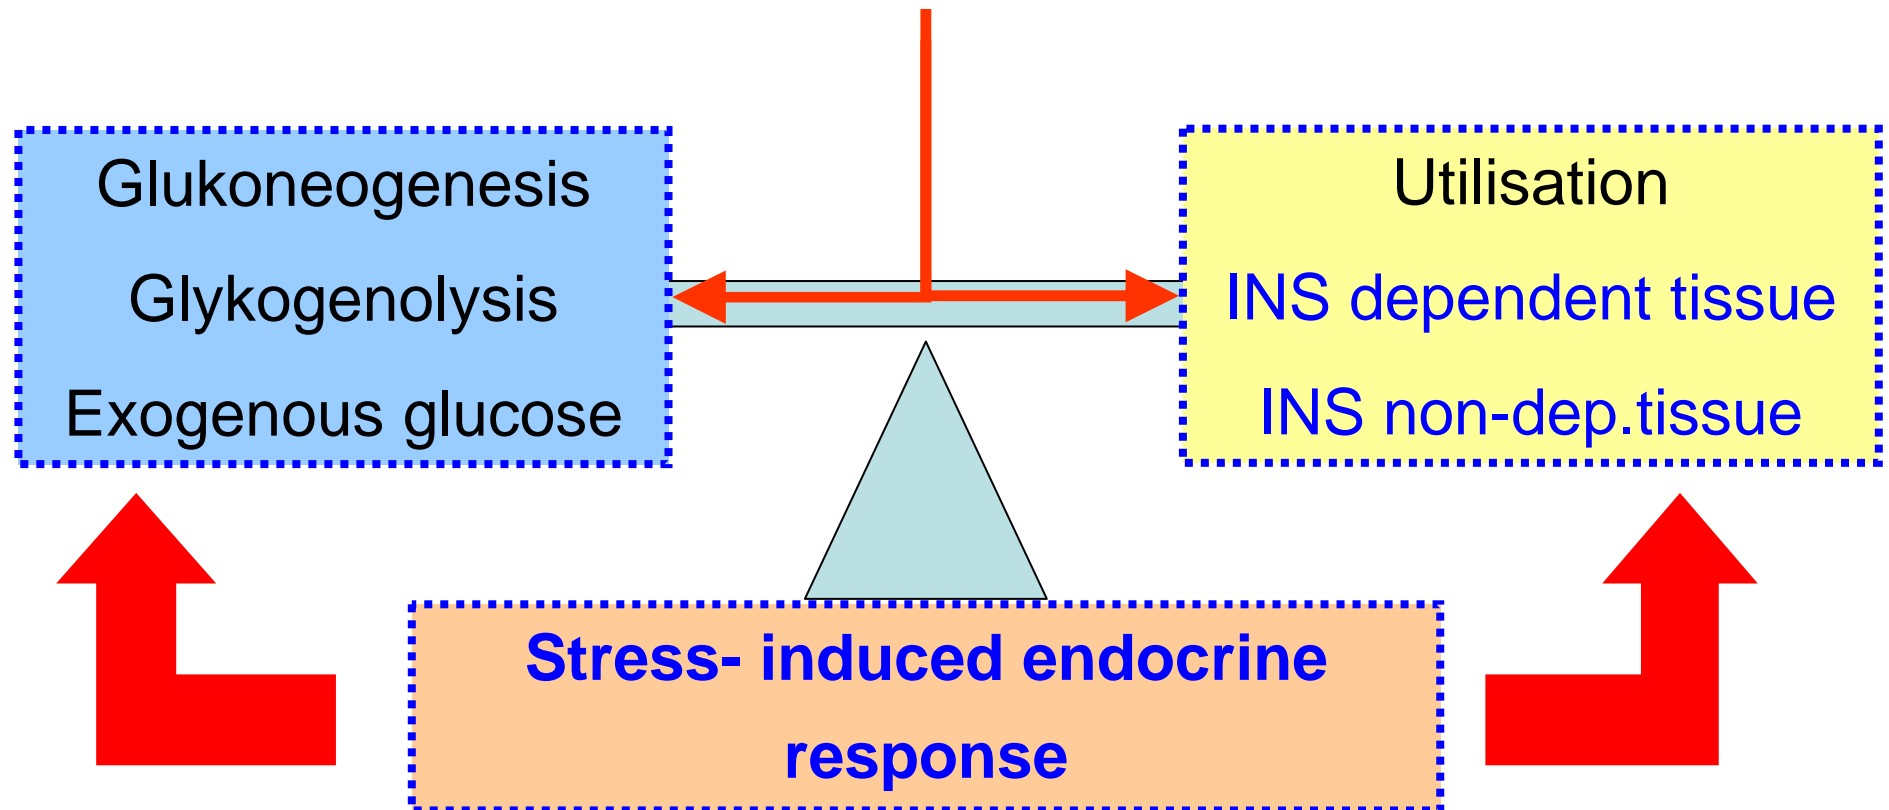 Glukoneogenesis
Glykogenolysis
Exogenous glucose
Utilisation
INS dependent tissue
INS non-dep.tissue
Stress- induced endocrine
response